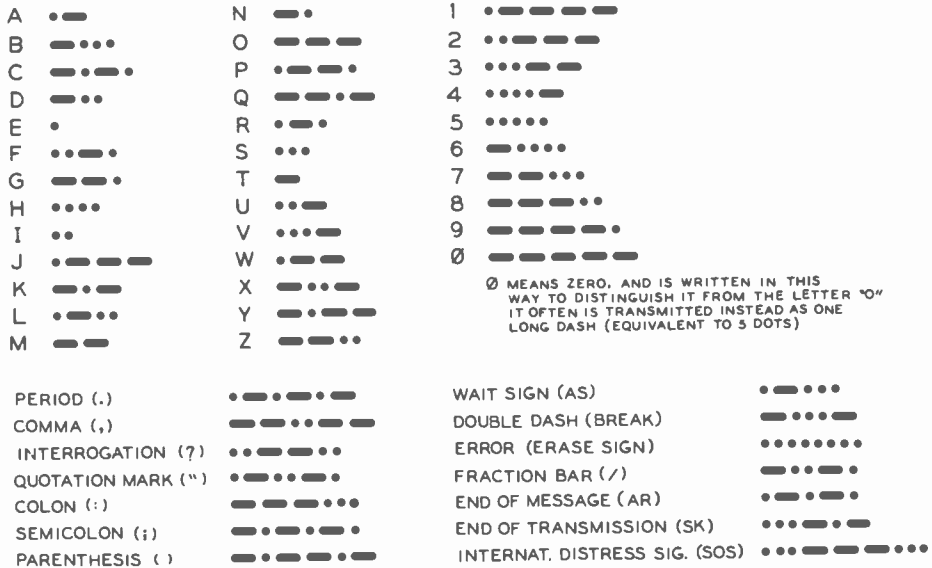 A • —
B — • • •
C — • — •
D — • •
E •
F • • — •
G — — •
H • • • •
I • •
J • — — —
K — • —
L • — • •
M — —
N — •
O — — —
P • — — •
Q — — • —
R • — •
S • • •
T —
U • • —
V • • • —
W • — —
X — • • —
Y — • — —
Z — — • •
1 • — — — —
2 • • — — —
3 • • • — —
4 • • • • —
5 • • • • •
6 — • • • •
7 — — • • •
8 — — — • •
9 — — — — •
Ø — — — — —
Ø MEANS ZERO, AND IS WRITTEN IN THIS
WAY TO DISTINGUISH IT FROM THE LETTER "O"
IT OFTEN IS TRANSMITTED INSTEAD AS ONE
LONG DASH (EQUIVALENT TO 5 DOTS)
PERIOD (.) • — • — • —
COMMA (,) — — • • — —
INTERROGATION (?) • • — — • •
QUOTATION MARK (") • — • • — •
COLON (:) — — — • • •
SEMICOLON (;) — • — • — •
PARENTHESIS ( ) — • — — • —
WAIT SIGN (AS) • — • • •
DOUBLE DASH (BREAK) — • • • —
ERROR (ERASE SIGN) • • • • • • • •
FRACTION BAR (/) — • • — •
END OF MESSAGE (AR) • — • — •
END OF TRANSMISSION (SK) • • • — • —
INTERNAT. DISTRESS SIG. (SOS) • • • — — — • • •